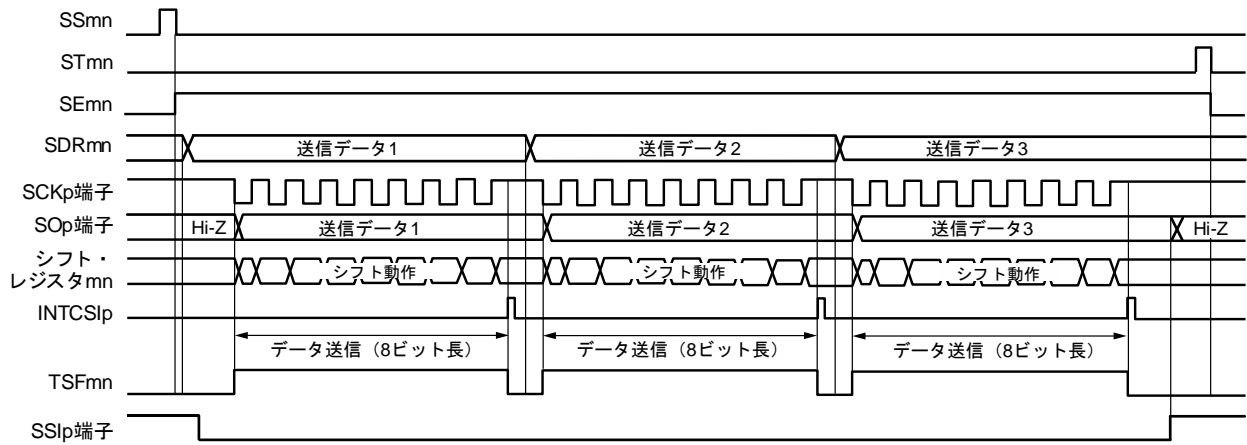 SSmn
STmn
SEmn
SDRmn
送信データ1
送信データ2
送信データ3
SCKp端子
SOp端子
Hi-Z
送信データ1
送信データ2
送信データ3
Hi-Z
シフト・
レジスタmn
シフト動作
シフト動作
シフト動作
INTCSIp
データ送信（8ビット長）
データ送信（8ビット長）
データ送信（8ビット長）
TSFmn
SSIp端子